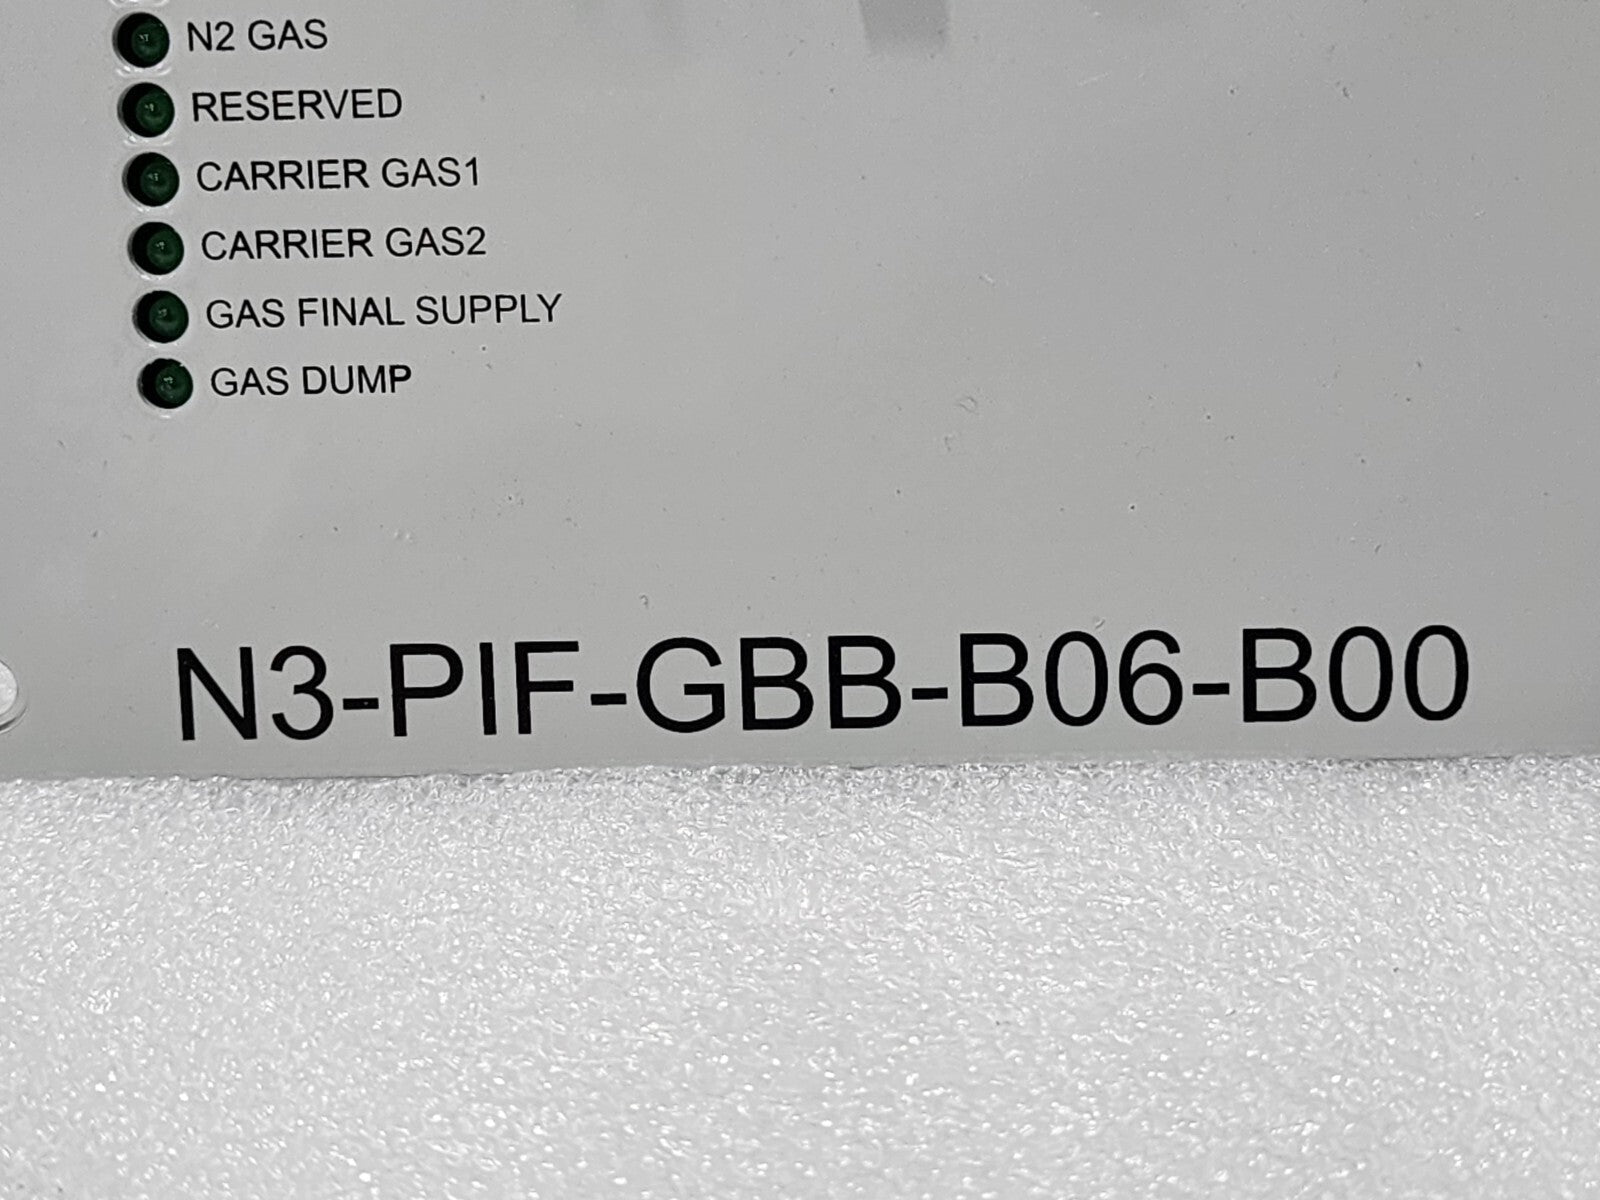 N2 GAS
RESERVED
CARRIER GAS1
CARRIER GAS2
GAS FINAL SUPPLY
GAS DUMP
N3-PIF-GBB-B06-B00